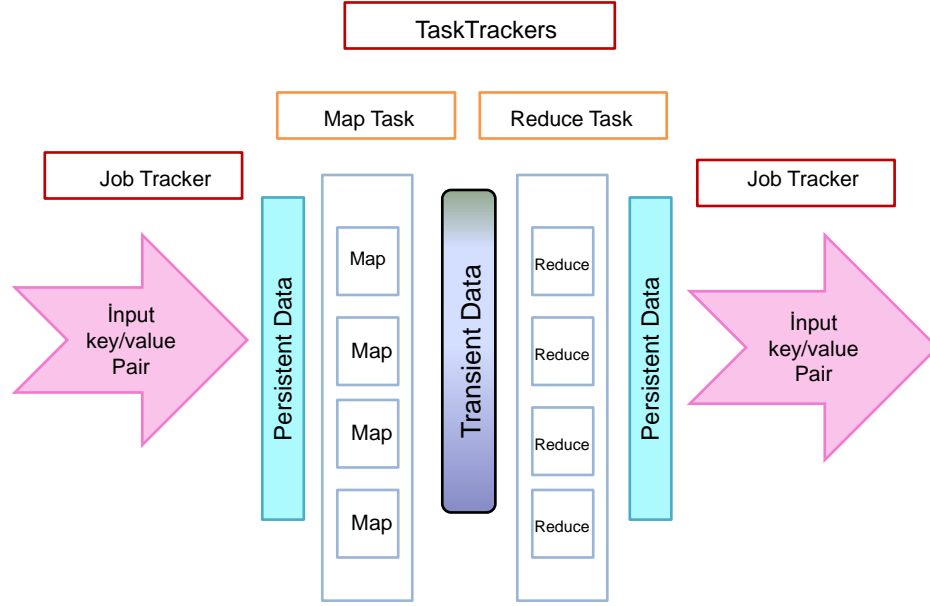 TaskTrackers
Map Task
Reduce Task
Job Tracker
Job Tracker
İnput
key/value
Pair
Persistent Data
Map
Map
Map
Map
Transient Data
Reduce
Reduce
Reduce
Reduce
Persistent Data
İnput
key/value
Pair